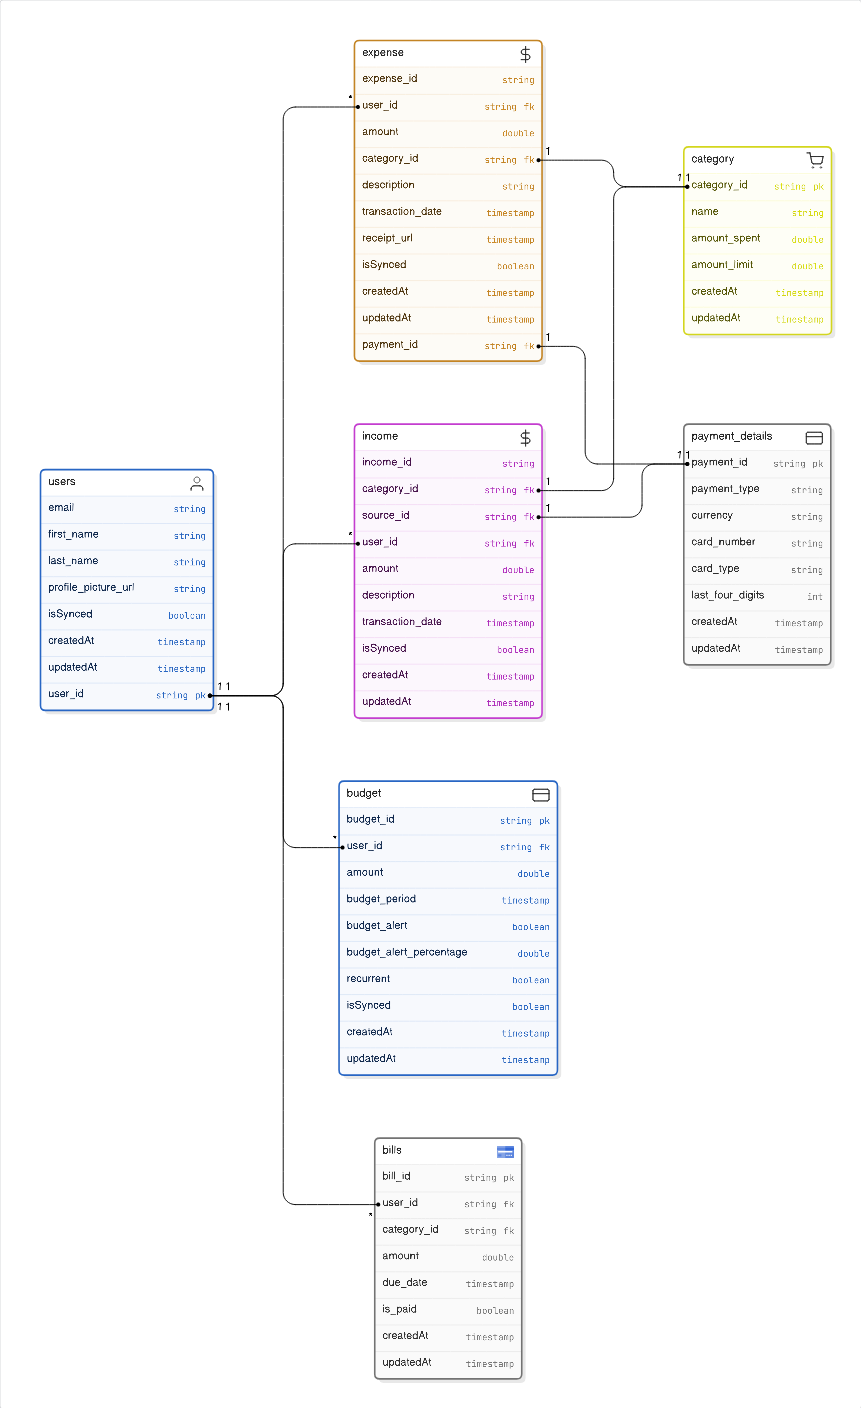 expense
expense_id string
* user_id string fk
amount double
category_id string fk 1
description string
transaction_date timestamp
receipt_url string
isSynced boolean
createdAt timestamp
updatedAt timestamp
payment_id string fk 1
category
1 1 category_id string pk
name string
amount_spent double
amount_limit double
createdAt timestamp
updatedAt timestamp
income
income_id string
category_id string fk 1
source_id string fk 1
* user_id string fk
amount double
description string
transaction_date timestamp
isSynced boolean
createdAt timestamp
updatedAt timestamp
payment_details
1 1 payment_id string pk
payment_type string
currency string
card_number string
card_type string
last_four_digits int
createdAt timestamp
updatedAt timestamp
users
email string
first_name string
last_name string
profile_picture_url string
isSynced boolean
createdAt timestamp
updatedAt timestamp
user_id string pk 1 1
1 1
budget
budget_id string pk
* user_id string fk
amount double
budget_period timestamp
budget_alert boolean
budget_alert_percentage double
recurrent boolean
isSynced boolean
createdAt timestamp
updatedAt timestamp
bills
bill_id string pk
user_id string fk
*
category_id string fk
amount double
due_date timestamp
is_paid boolean
createdAt timestamp
updatedAt timestamp